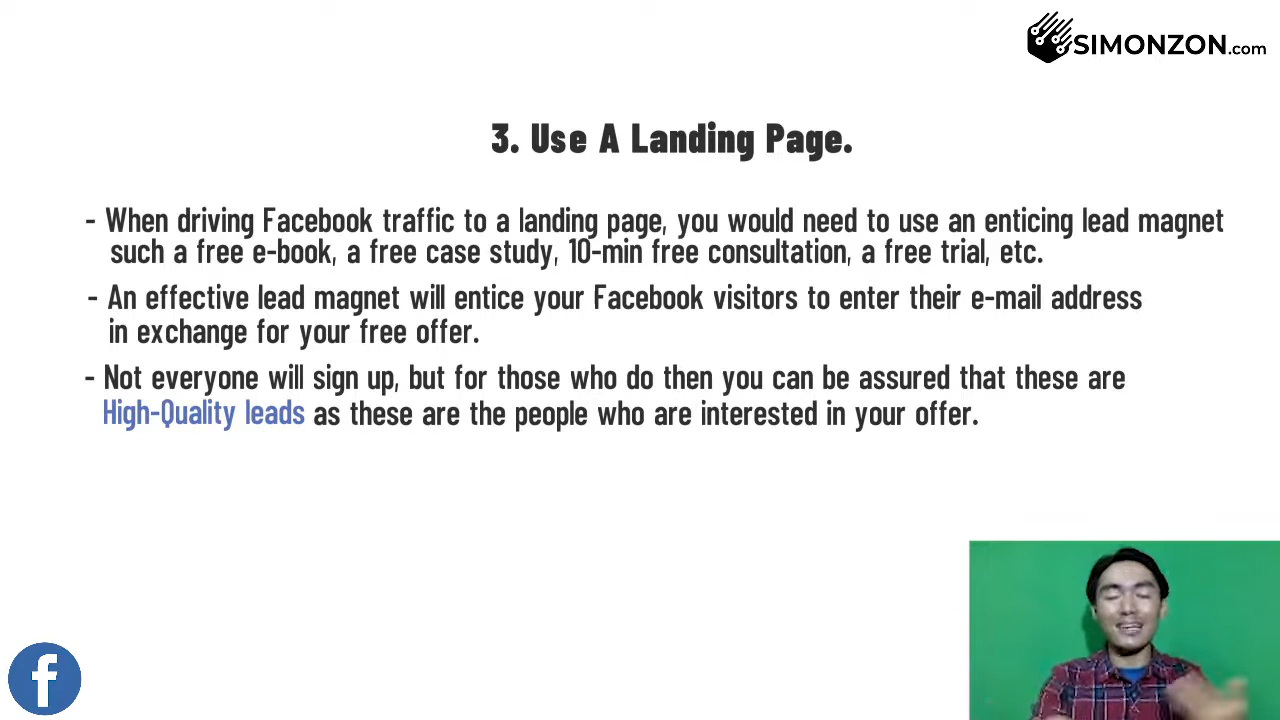 SIMONZON.com
3. Use A Landing Page.
- When driving Facebook traffic to a landing page, you would need to use an enticing lead magnet
such a free e-book, a free case study, 10-min free consultation, a free trial, etc.
- An effective lead magnet will entice your Facebook visitors to enter their e-mail address
in exchange for your free offer.
- Not everyone will sign up, but for those who do then you can be assured that these are
High-Quality leads as these are the people who are interested in your offer.
f